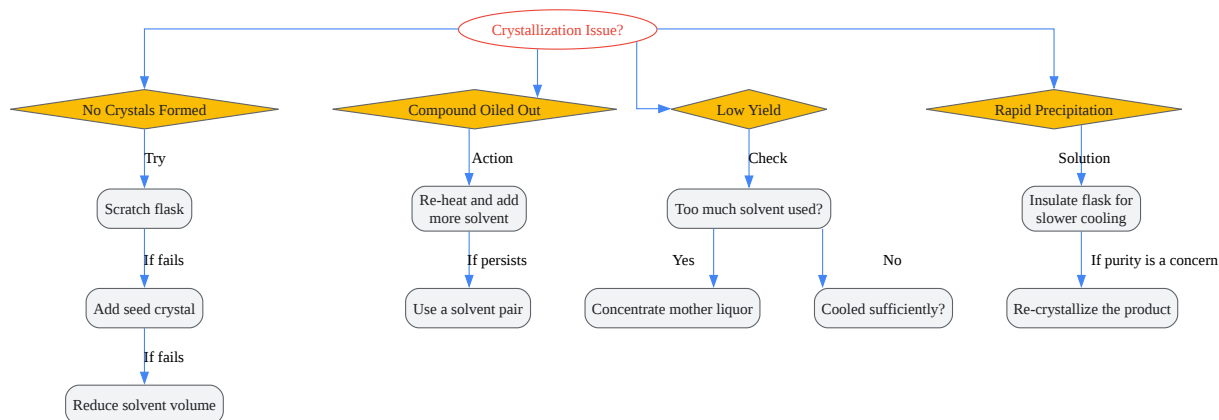 Crystallization Issue?
No Crystals Formed
Compound Oiled Out
Low Yield
Rapid Precipitation
Try
Action
Check
Solution
Scratch flask
Re-heat and add
more solvent
Too much solvent used?
Insulate flask for
slower cooling
If fails
If persists
Yes
No
If purity is a concern
Add seed crystal
Use a solvent pair
Concentrate mother liquor
Cooled sufficiently?
Re-crystallize the product
If fails
Reduce solvent volume